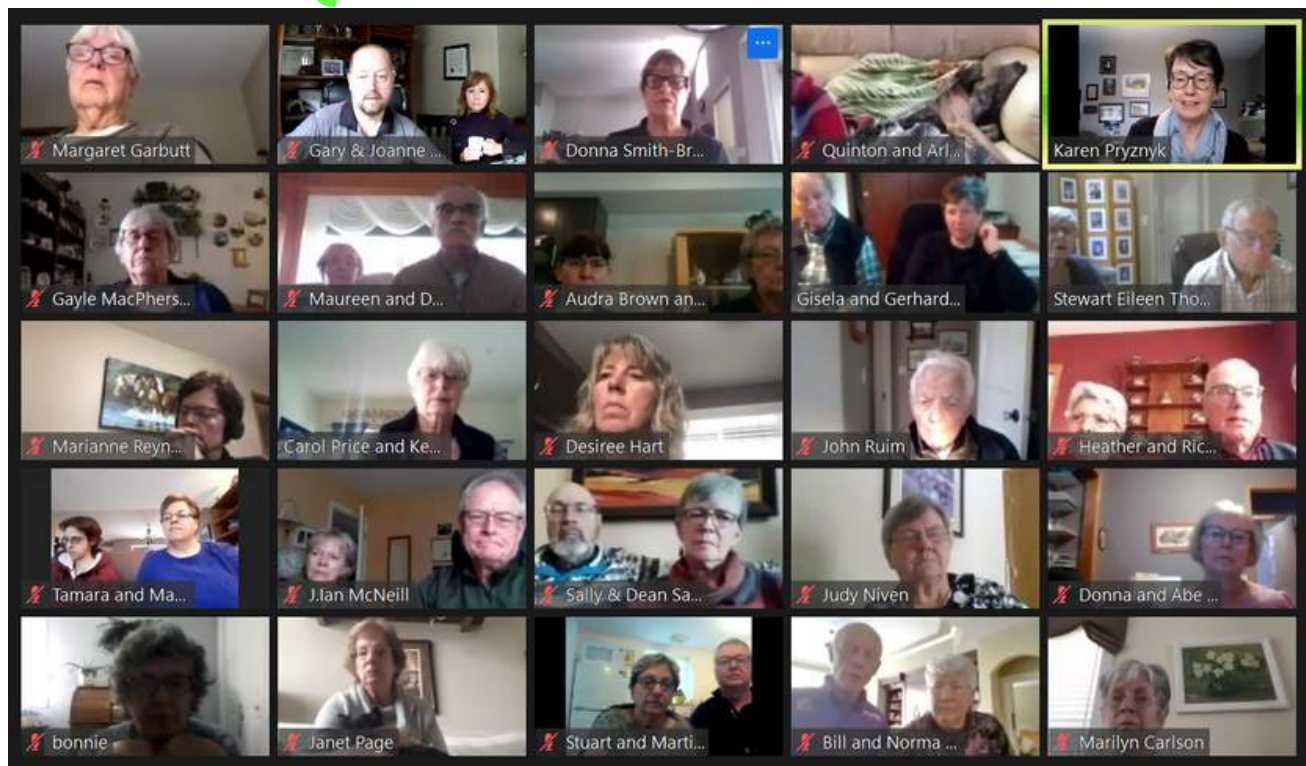 Margaret Garbutt
Gary & Joanne ...
Donna Smith-Br...
Quinton and Arl...
Karen Pryznyk
Gayle MacPhers...
Maureen and D...
Audra Brown an...
Gisela and Gerhard...
Stewart Eileen Tho...
Marianne Reyn...
Carol Price and Ke...
Desiree Hart
John Ruim
Heather and Ric...
Tamara and Ma...
J.Ian McNeill
Sally & Dean Sa...
Judy Niven
Donna and Abe ...
bonnie
Janet Page
Stuart and Marti...
Bill and Norma ...
Marilyn Carlson